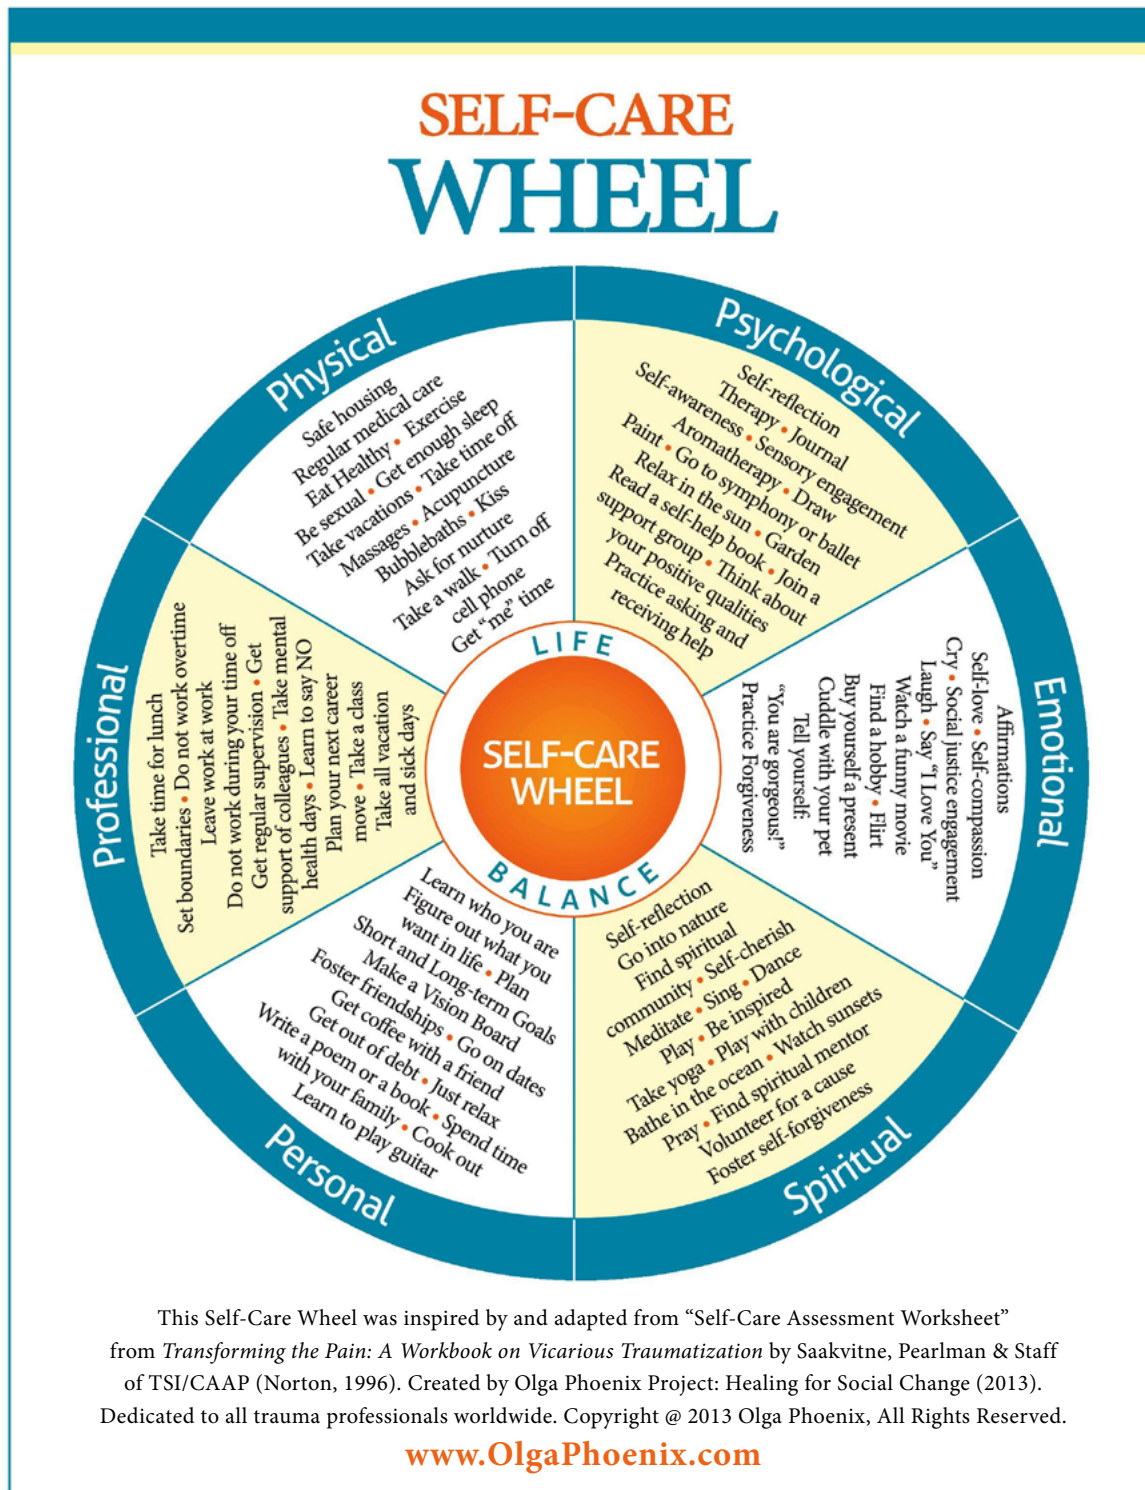 SELF-CARE
WHEEL
Physical
Safe housing
Regular medical care
Eat Healthy • Exercise
Be sexual • Get enough sleep
Take vacations • Take time off
Massages • Acupuncture
Bubblebaths • Kiss
Ask for nurture
Take a walk • Turn off
cell phone
Get “me” time
Psychological
Self-reflection
Therapy • Journal
Self-awareness • Sensory engagement
Aromatherapy • Draw
Paint • Go to symphony or ballet
Relax in the sun • Garden
Read a self-help book • Join a
support group • Think about
your positive qualities
Practice asking and
receiving help
Emotional
Affirmations
Self-love • Self-compassion
Cry • Social justice engagement
Laugh • Say “I Love You”
Watch a funny movie
Find a hobby • Flirt
Buy yourself a present
Cuddle with your pet
Tell yourself:
“You are gorgeous!”
Practice Forgiveness
Spiritual
Self-reflection
Go into nature
Find spiritual
community • Self-cherish
Meditate • Sing • Dance
Play • Be inspired
Take yoga • Play with children
Bathe in the ocean • Watch sunsets
Pray • Find spiritual mentor
Volunteer for a cause
Foster self-forgiveness
Personal
Learn who you are
Figure out what you
want in life • Plan
Short and Long-term Goals
Make a Vision Board
Foster friendships • Go on dates
Get coffee with a friend
Get out of debt • Just relax
Write a poem or a book • Spend time
with your family • Cook out
Learn to play guitar
Professional
Take time for lunch
Set boundaries • Do not work overtime
Leave work at work
Do not work during your time off
Get regular supervision • Get
support of colleagues • Take mental
health days • Learn to say NO
Plan your next career
move • Take a class
Take all vacation
and sick days
LIFE
SELF-CARE
WHEEL
BALANCE
This Self-Care Wheel was inspired by and adapted from “Self-Care Assessment Worksheet”
from Transforming the Pain: A Workbook on Vicarious Traumatization by Saakvitne, Pearlman & Staff
of TSI/CAAP (Norton, 1996). Created by Olga Phoenix Project: Healing for Social Change (2013).
Dedicated to all trauma professionals worldwide. Copyright @ 2013 Olga Phoenix, All Rights Reserved.
www.OlgaPhoenix.com